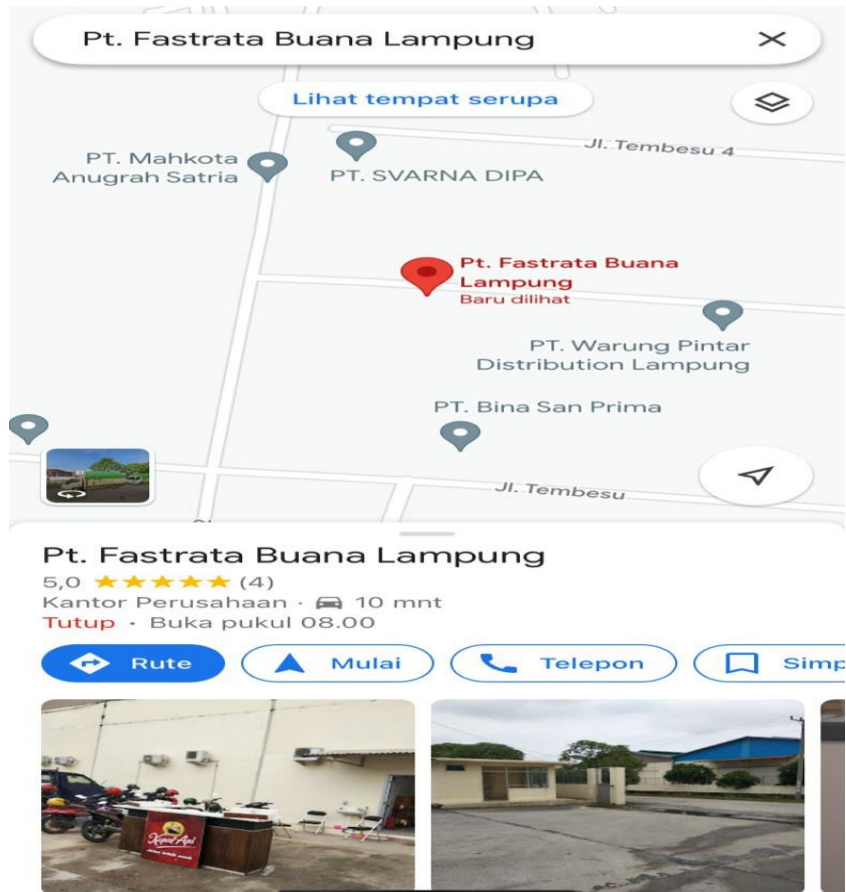 Pt. Fastrata Buana Lampung
Lihat tempat serupa
Jl. Tembesu 4
PT. Mahkota
Anugrah Satria
PT. SVARNA DIPA
Pt. Fastrata Buana
Lampung
Baru dilihat
PT. Warung Pintar
Distribution Lampung
PT. Bina San Prima
Jl. Tembesu
Pt. Fastrata Buana Lampung
5,0 (4)
Kantor Perusahaan · 10 mnt
Tutup · Buka pukul 08.00
Rute
Mulai
Telepon
Simp
Kapal Api